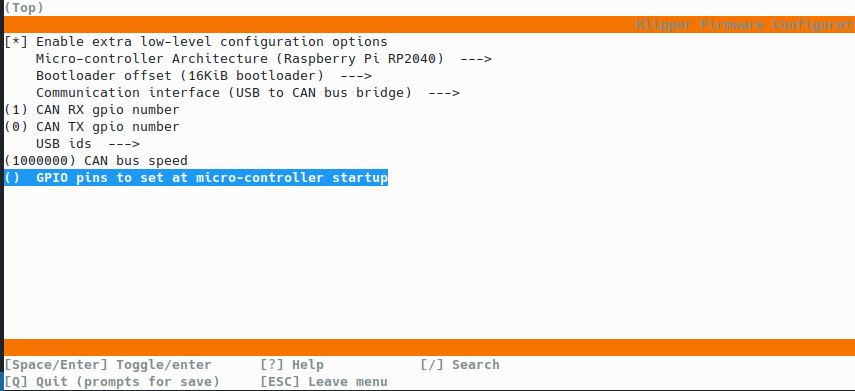 (Top)
Klipper Firmware Configurat
[*] Enable extra low-level configuration options
    Micro-controller Architecture (Raspberry Pi RP2040)  --->
    Bootloader offset (16KiB bootloader)  --->
    Communication interface (USB to CAN bus bridge)  --->
(1) CAN RX gpio number
(0) CAN TX gpio number
    USB ids  --->
(1000000) CAN bus speed
()  GPIO pins to set at micro-controller startup
[Space/Enter] Toggle/enter      [?] Help            [/] Search
[Q] Quit (prompts for save)     [ESC] Leave menu